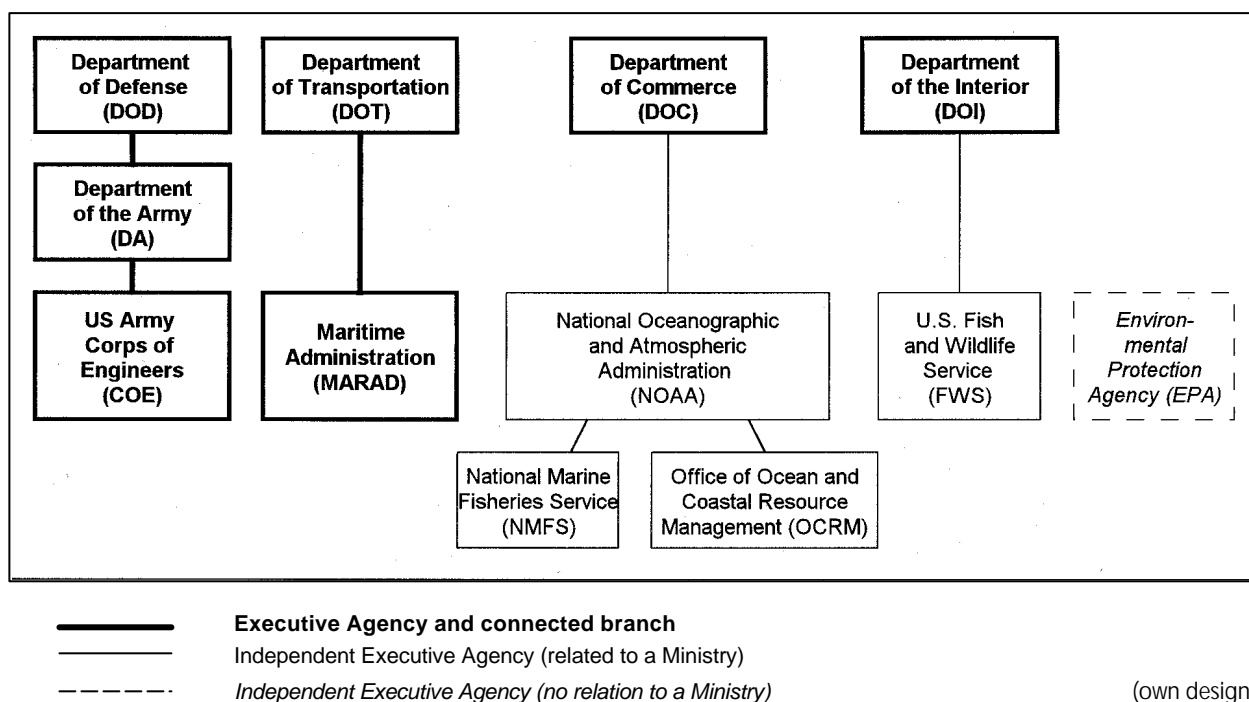 Department
of Defense
(DOD)
Department
of Transportation
(DOT)
Department
of Commerce
(DOC)
Department
of the Interior
(DOI)
Department
of the Army
(DA)
US Army
Corps of
Engineers
(COE)
Maritime
Administration
(MARAD)
National Oceanographic
and Atmospheric
Administration
(NOAA)
U.S. Fish
and Wildlife
Service
(FWS)
Environ-
mental
Protection
Agency (EPA)
National Marine
Fisheries Service
(NMFS)
Office of Ocean and
Coastal Resource
Management (OCRM)
Executive Agency and connected branch
Independent Executive Agency (related to a Ministry)
Independent Executive Agency (no relation to a Ministry)
(own design